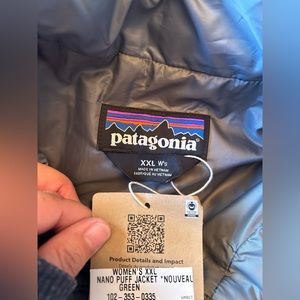 patagonia
XXL W's
MADE IN VIETNAM
Product Details and Impact
WOMEN'S XXL
NANO PUFF JACKET "NOUVEAU
GREEN
102-353-0335